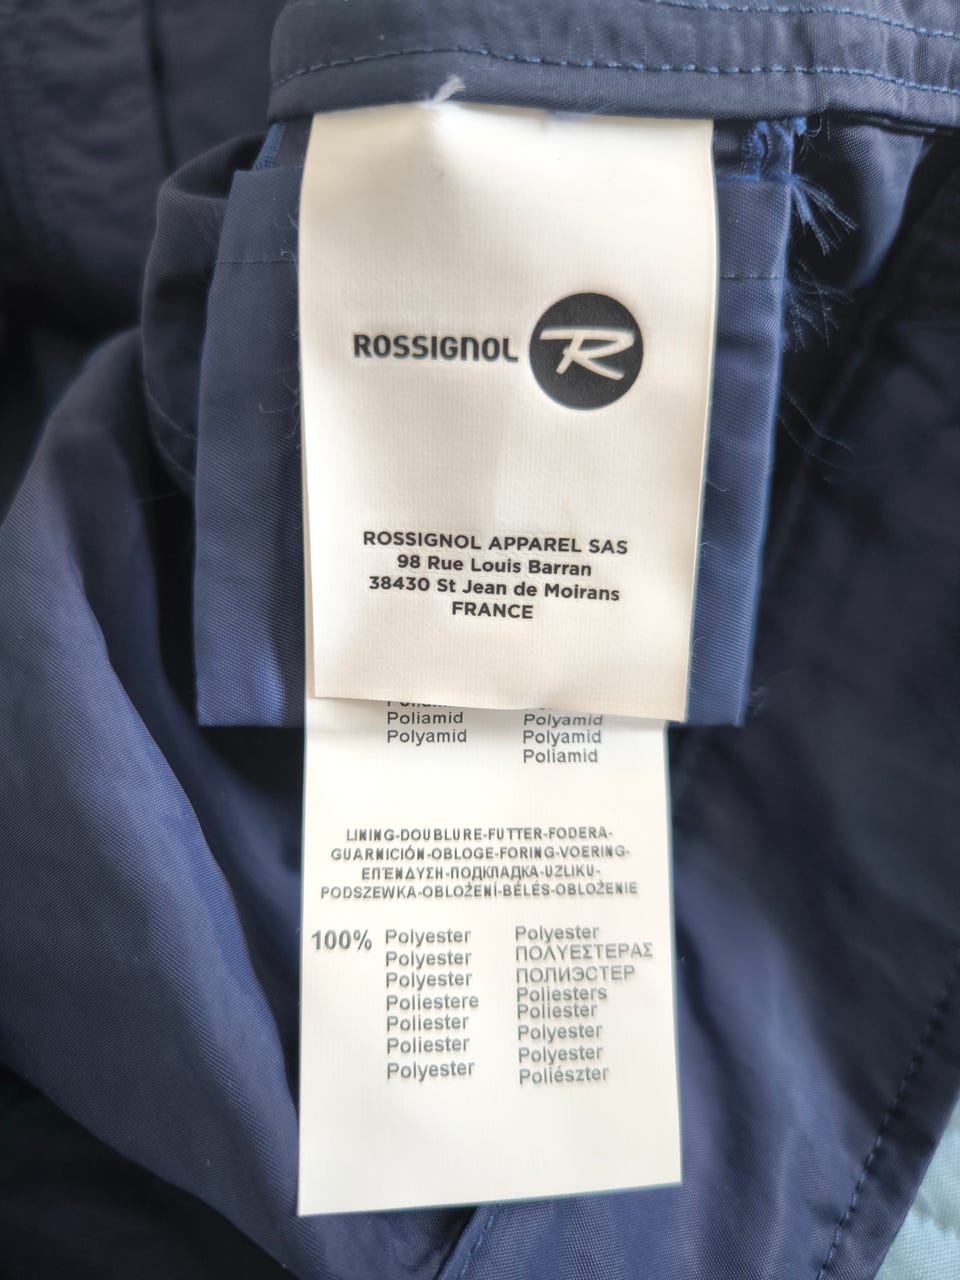 ROSSIGNOL R
ROSSIGNOL APPAREL SAS
98 Rue Louis Barran
38430 St Jean de Moirans
FRANCE
Poliamid Polyamid
Polyamid Polyamid
Poliamid
LINING-DOUBLURE-FUTTER-FODERA-
GUARNICIÓN-OBLOGE-FORING-VOERING-
ΕΠΕΝΔΥΣΗ-ПОДКЛАДКА-UZLIKU-
PODSZEWKA-OBLOŽENÍ-BÉLÉS-OBLOŽENIE
100% Polyester Polyester
Polyester ΠΟΛΥΕΣΤΕΡΑΣ
Polyester ПОЛИЭСТЕР
Poliestere Poliesters
Poliester Poliester
Poliester Polyester
Polyester Polyester
Poliészter